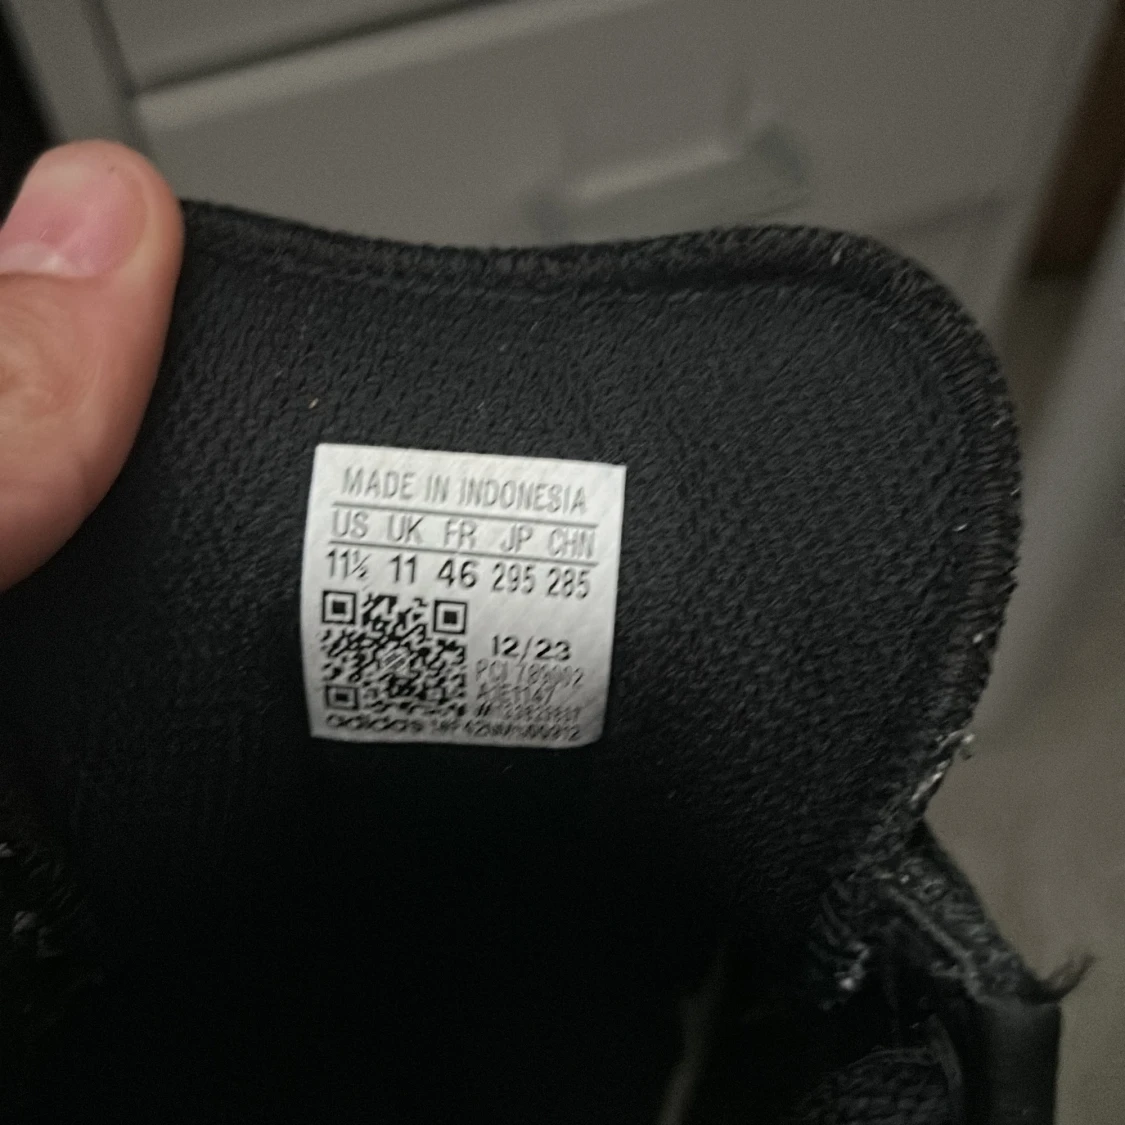 MADE IN INDONESIA
US UK FR JP CHN
11½ 11 46 295 285
12/23
adidas